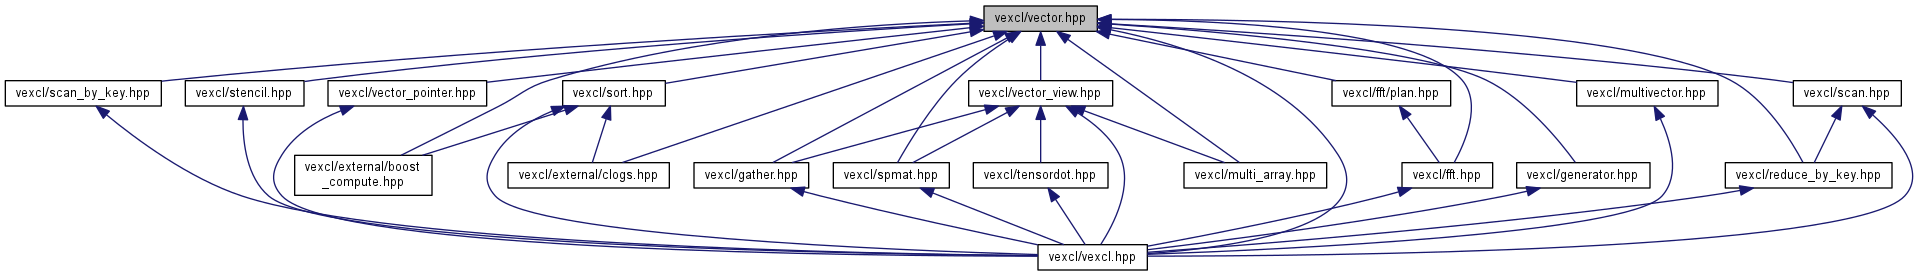 vexcl/vector.hpp
vexcl/scan_by_key.hpp
vexcl/stencil.hpp
vexcl/vector_pointer.hpp
vexcl/sort.hpp
vexcl/vector_view.hpp
vexcl/fft/plan.hpp
vexcl/multivector.hpp
vexcl/scan.hpp
vexcl/external/boost
_compute.hpp
vexcl/external/clogs.hpp
vexcl/gather.hpp
vexcl/spmat.hpp
vexcl/tensordot.hpp
vexcl/multi_array.hpp
vexcl/fft.hpp
vexcl/generator.hpp
vexcl/reduce_by_key.hpp
vexcl/vexcl.hpp